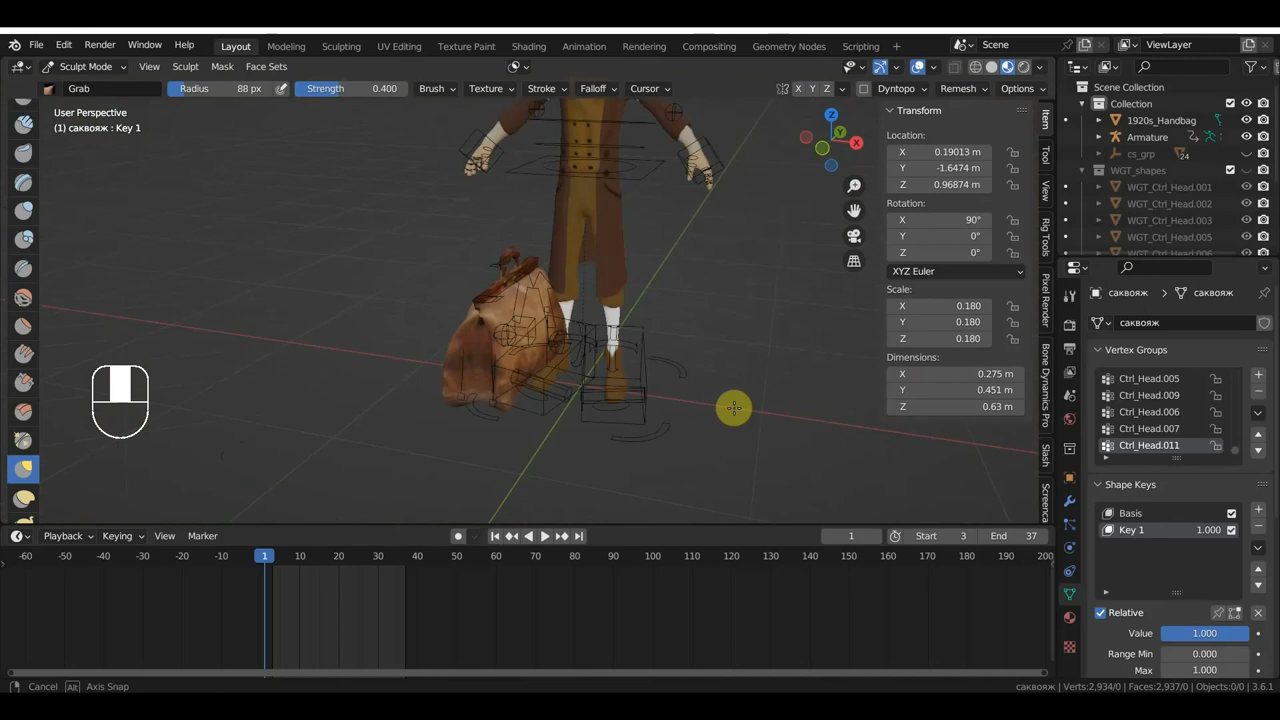 File Edit Render Window Help Layout Modeling Sculpting UV Editing Texture Paint Shading Animation Rendering Compositing Geometry Nodes Scripting + Scene ViewLayer
Sculpt Mode View Sculpt Mask Face Sets
Grab Radius 88 px Strength 0.400 Brush Texture Stroke Falloff Cursor X Y Z Dyntopo Remesh Options
User Perspective
(1) саквояж : Key 1
Z
Y
X
Transform
Location:
X 0.19013 m
Y -1.6474 m
Z 0.96874 m
Rotation:
X 90°
Y 0°
Z 0°
XYZ Euler
Scale:
X 0.180
Y 0.180
Z 0.180
Dimensions:
X 0.275 m
Y 0.451 m
Z 0.63 m
Item
Tool
View
Rig Tools
Pixel Render
Bone Dynamics Pro
Slash
Screenca
Scene Collection
Collection
1920s_Handbag
Armature
cs_grp 24
WGT_shapes
WGT_Ctrl_Head.001
WGT_Ctrl_Head.002
WGT_Ctrl_Head.003
WGT_Ctrl_Head.005
WGT_Ctrl_Head.006
саквояж > саквояж
саквояж
Vertex Groups
Ctrl_Head.005
Ctrl_Head.009
Ctrl_Head.006
Ctrl_Head.007
Ctrl_Head.011
Shape Keys
Basis
Key 1 1.000
Relative
Value 1.000
Range Min 0.000
Max 1.000
Playback Keying View Marker 1 Start 3 End 37
-60 -50 -40 -30 -20 -10 1 10 20 30 40 50 60 70 80 90 100 110 120 130 140 150 160 170 180 190 200
Cancel Alt Axis Snap саквояж | Verts:2,934/0 | Faces:2,937/0 | Objects:0/0 | 3.6.1